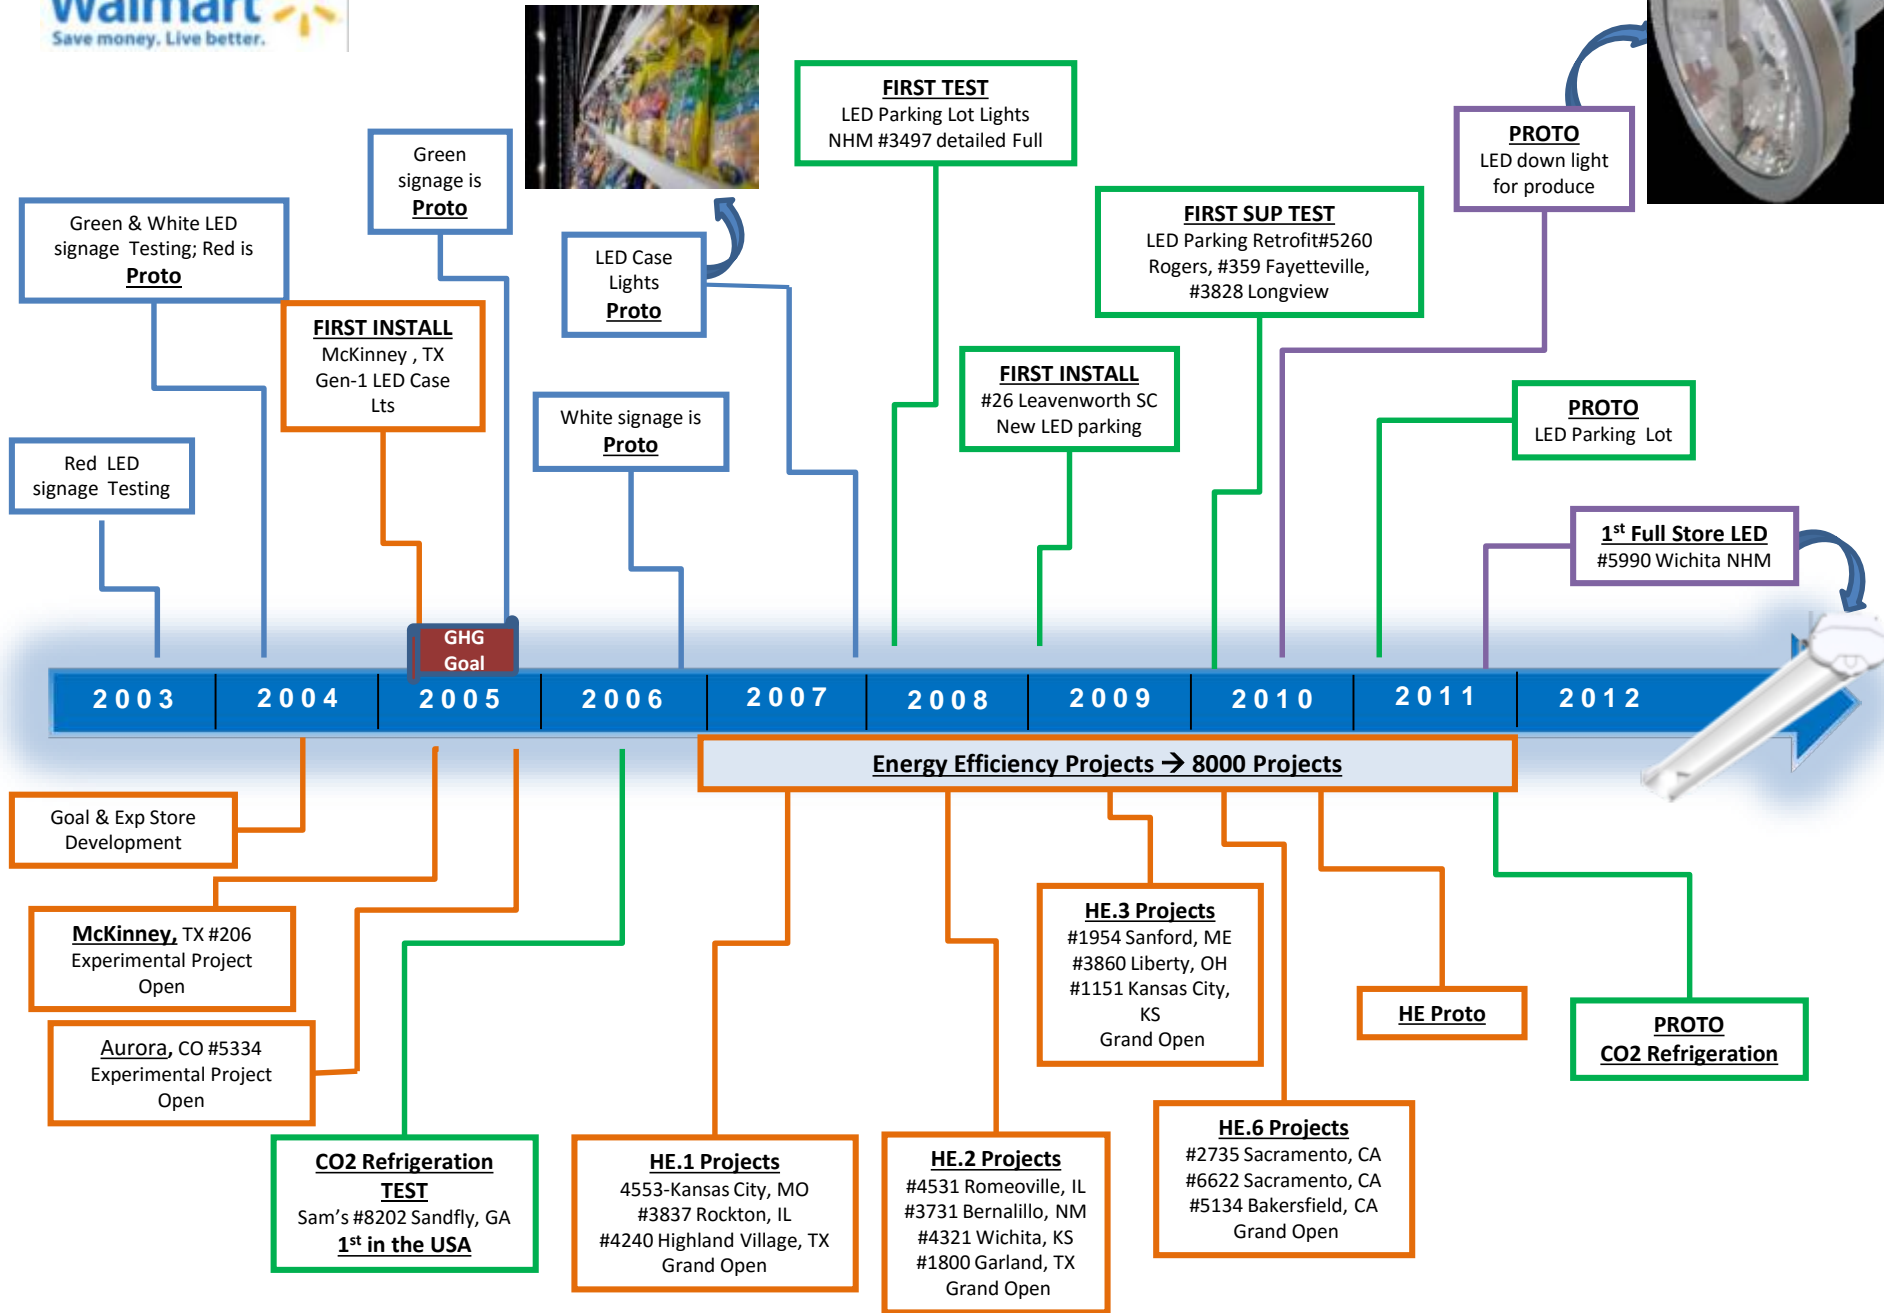 Walmart
Save money. Live better.
FIRST TEST
LED Parking Lot Lights
NHM #3497 detailed Full
PROTO
LED down light
for produce
Green
signage is
Proto
Green & White LED
signage Testing; Red is
Proto
FIRST SUP TEST
LED Parking Retrofit#5260
Rogers, #359 Fayetteville,
#3828 Longview
LED Case
Lights
Proto
FIRST INSTALL
McKinney , TX
Gen-1 LED Case
Lts
FIRST INSTALL
#26 Leavenworth SC
New LED parking
White signage is
Proto
PROTO
LED Parking Lot
Red LED
signage Testing
1st Full Store LED
#5990 Wichita NHM
GHG
Goal
2003
2004
2005
2006
2007
2008
2009
2010
2011
2012
Energy Efficiency Projects → 8000 Projects
Goal & Exp Store
Development
McKinney, TX #206
Experimental Project
Open
Aurora, CO #5334
Experimental Project
Open
CO2 Refrigeration
TEST
Sam’s #8202 Sandfly, GA
1st in the USA
HE.1 Projects
4553-Kansas City, MO
#3837 Rockton, IL
#4240 Highland Village, TX
Grand Open
HE.2 Projects
#4531 Romeoville, IL
#3731 Bernalillo, NM
#4321 Wichita, KS
#1800 Garland, TX
Grand Open
HE.3 Projects
#1954 Sanford, ME
#3860 Liberty, OH
#1151 Kansas City,
KS
Grand Open
HE.6 Projects
#2735 Sacramento, CA
#6622 Sacramento, CA
#5134 Bakersfield, CA
Grand Open
HE Proto
PROTO
CO2 Refrigeration